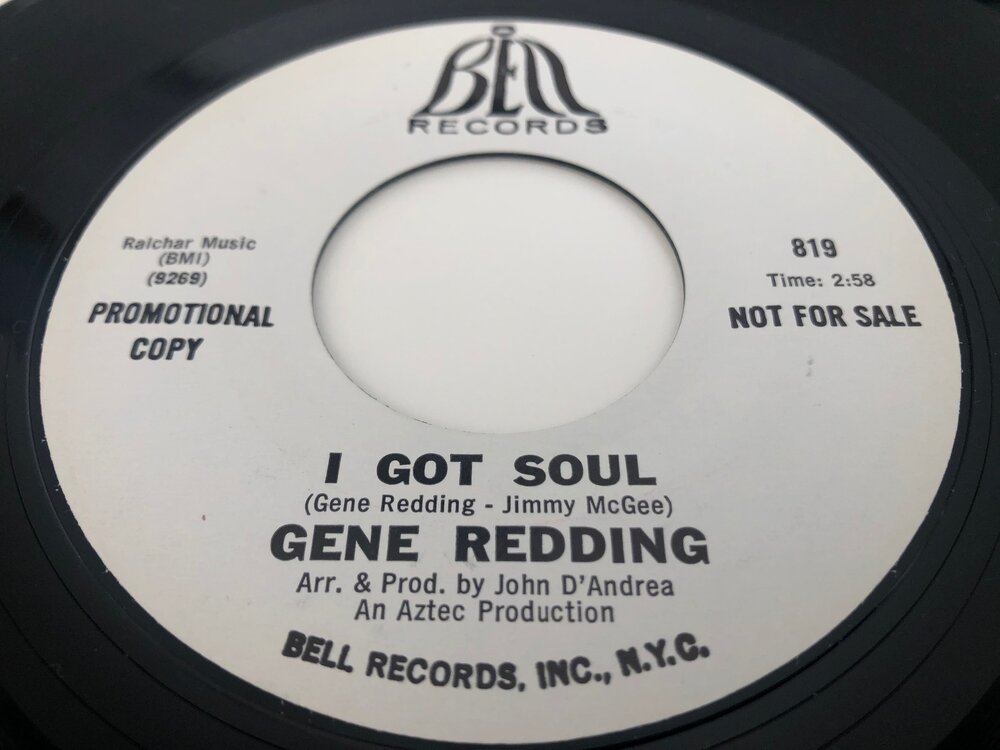 BELL
RECORDS
Ralchar Music
(BMI)
(9269)
PROMOTIONAL
COPY
819
Time: 2:58
NOT FOR SALE
I GOT SOUL
(Gene Redding - Jimmy McGee)
GENE REDDING
Arr. & Prod. by John D'Andrea
An Aztec Production
BELL RECORDS, INC., N.Y.C.